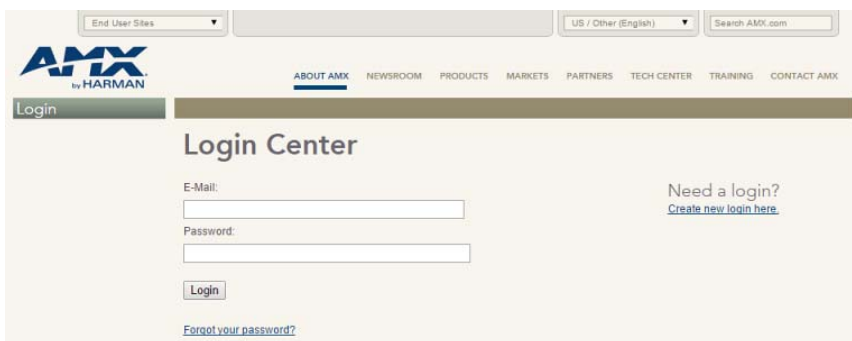 End User Sites
US / Other (English)
Search AMX.com
AMX
by HARMAN
ABOUT AMX NEWSROOM PRODUCTS MARKETS PARTNERS TECH CENTER TRAINING CONTACT AMX
Login
Login Center
E-Mail:
Need a login?
Create new login here.
Password:
Login
Forgot your password?